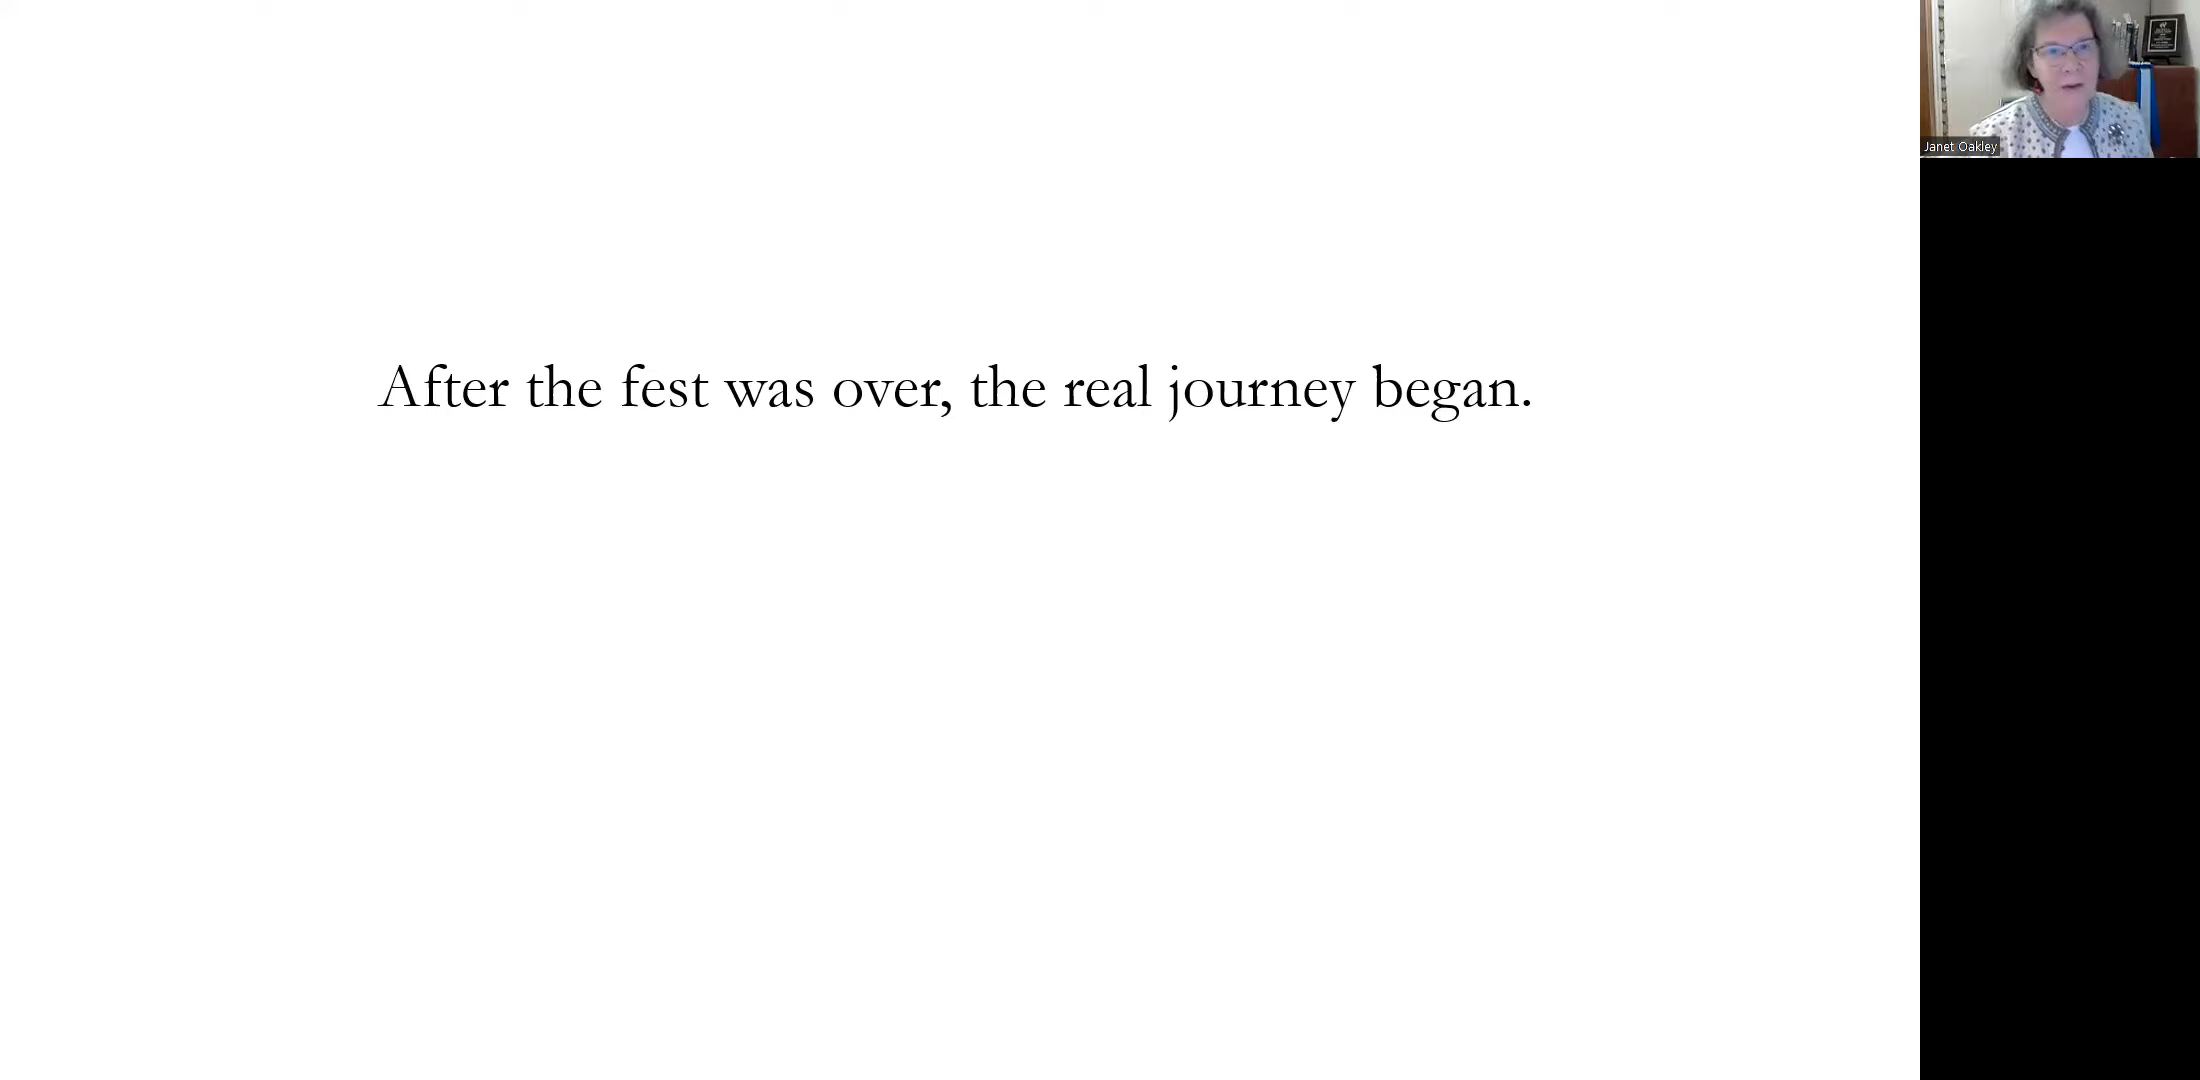 After the fest was over, the real journey began.
Janet Oakley